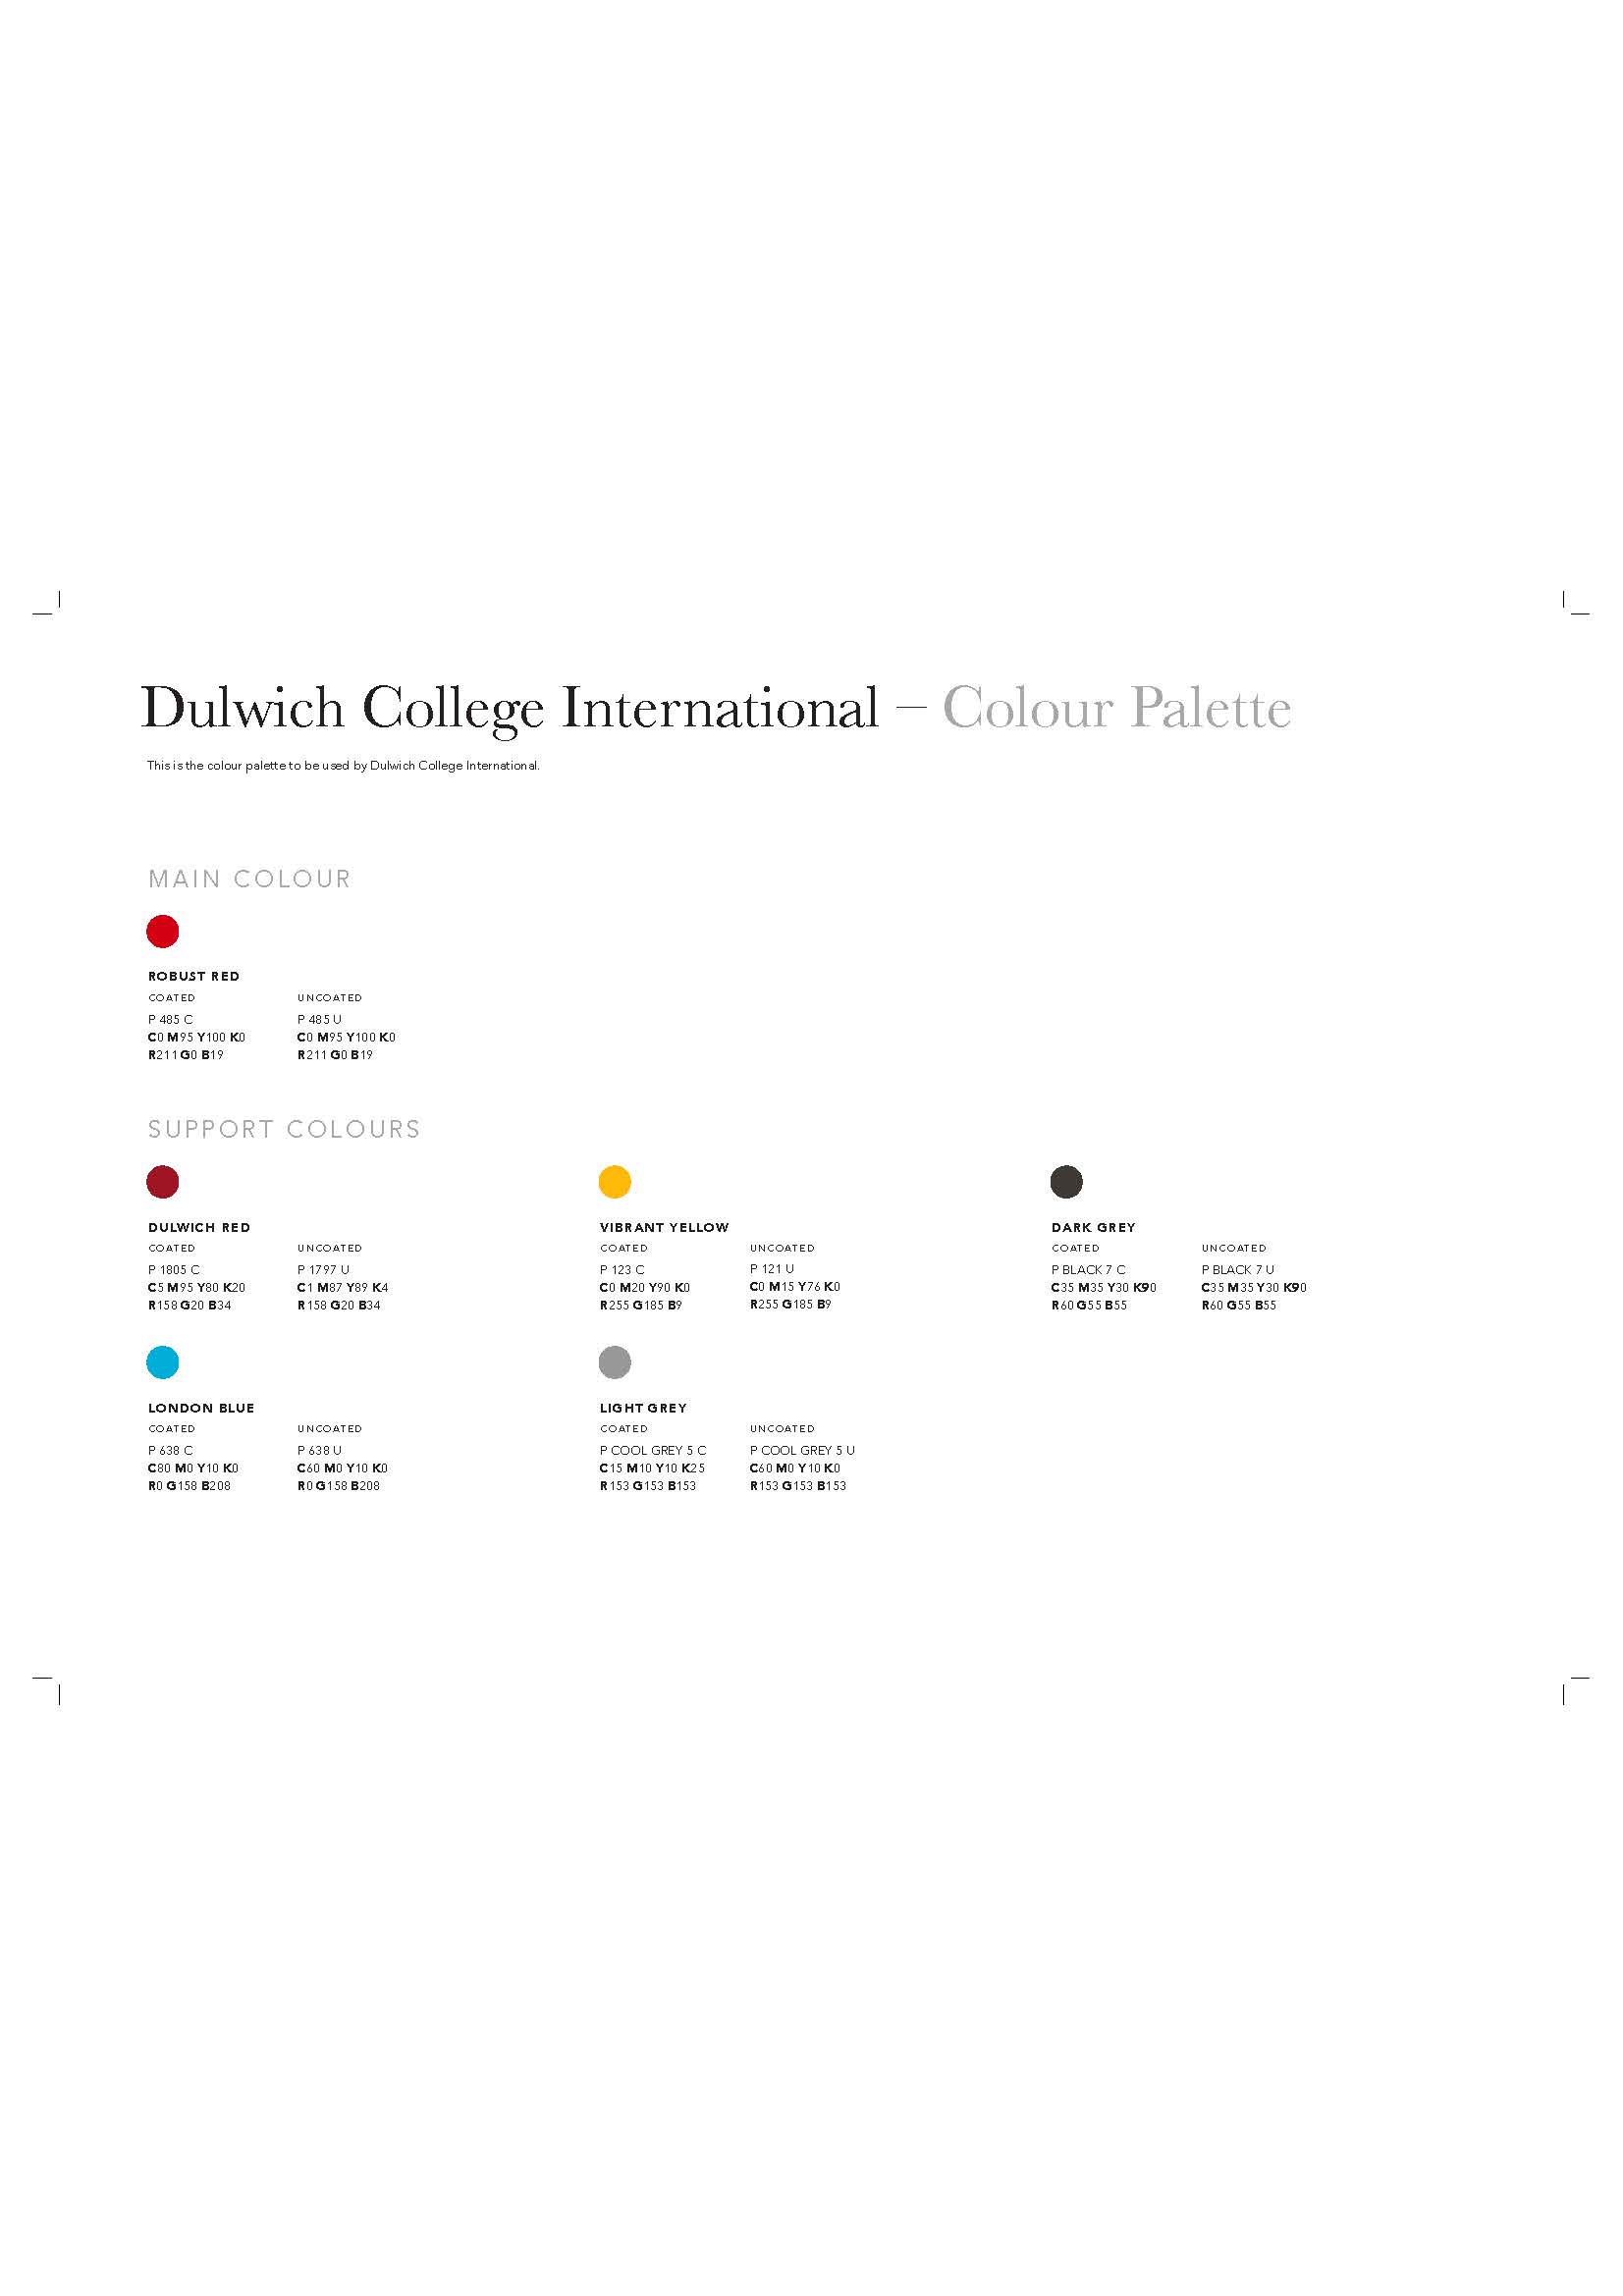 Dulwich College International — Colour Palette
This is the colour palette to be used by Dulwich College International.
MAIN COLOUR
ROBUST RED
COATED UNCOATED
P 485 C P 485 U
C0 M95 Y100 K0 C0 M95 Y100 K0
R211 G0 B19 R211 G0 B19
SUPPORT COLOURS
DULWICH RED VIBRANT YELLOW DARK GREY
COATED UNCOATED COATED UNCOATED COATED UNCOATED
P 1805 C P 1797 U P 123 C P 121 U P BLACK 7 C P BLACK 7 U
C5 M95 Y80 K20 C1 M87 Y89 K4 C0 M20 Y90 K0 C0 M15 Y76 K0 C35 M35 Y30 K90 C35 M35 Y30 K90
R158 G20 B34 R158 G20 B34 R255 G185 B9 R255 G185 B9 R60 G55 B55 R60 G55 B55
LONDON BLUE LIGHT GREY
COATED UNCOATED COATED UNCOATED
P 638 C P 638 U P COOL GREY 5 C P COOL GREY 5 U
C80 M0 Y10 K0 C60 M0 Y10 K0 C15 M10 Y10 K25 C60 M0 Y10 K0
R0 G158 B208 R0 G158 B208 R153 G153 B153 R153 G153 B153